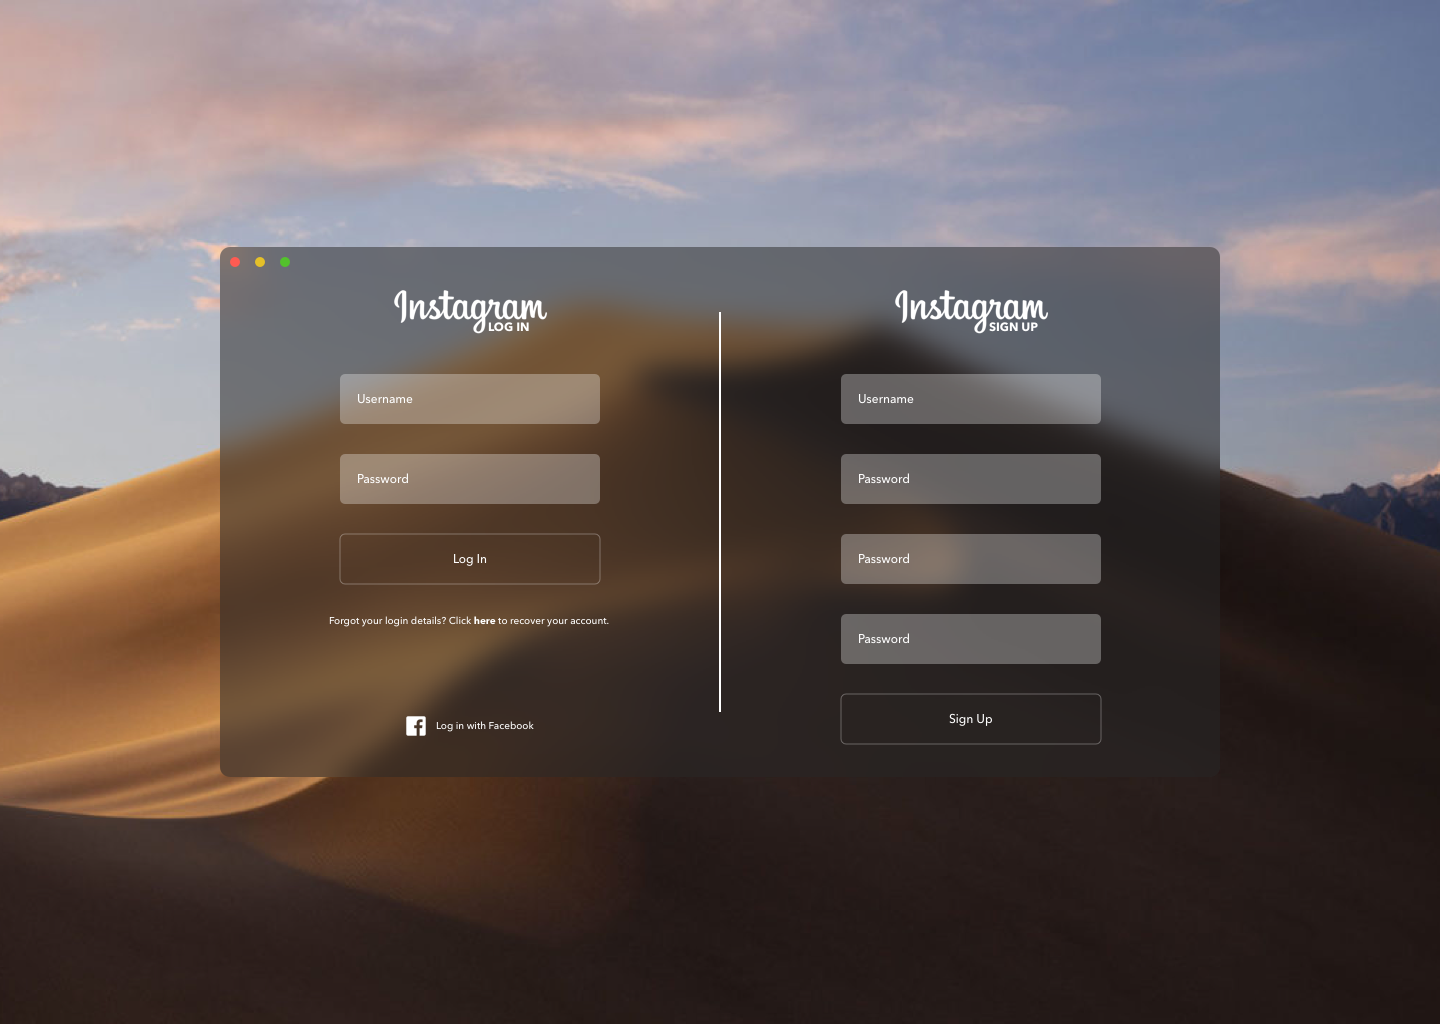 Instagram
LOG IN
Username
Password
Log In
Forgot your login details? Click here to recover your account.
Log in with Facebook
Instagram
SIGN UP
Username
Password
Password
Password
Sign Up